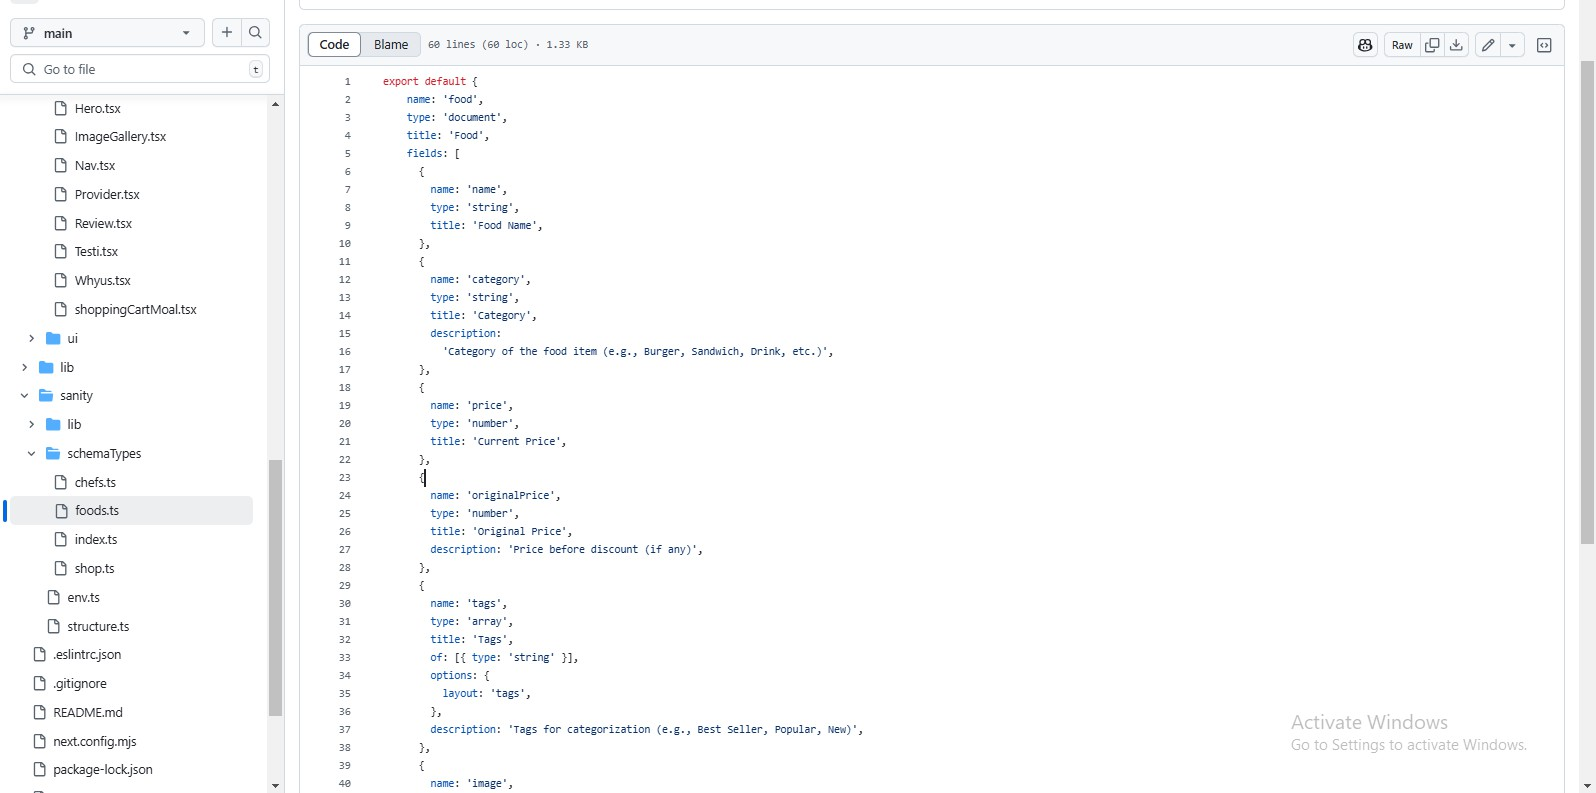 main
Go to file
t
Hero.tsx
ImageGallery.tsx
Nav.tsx
Provider.tsx
Review.tsx
Testi.tsx
Whyus.tsx
shoppingCartMoal.tsx
ui
lib
sanity
lib
schemaTypes
chefs.ts
foods.ts
index.ts
shop.ts
env.ts
structure.ts
.eslintrc.json
.gitignore
README.md
next.config.mjs
package-lock.json
Code Blame 60 lines (60 loc) · 1.33 KB Raw
1 export default {
2 name: 'food',
3 type: 'document',
4 title: 'Food',
5 fields: [
6 {
7 name: 'name',
8 type: 'string',
9 title: 'Food Name',
10 },
11 {
12 name: 'category',
13 type: 'string',
14 title: 'Category',
15 description:
16 'Category of the food item (e.g., Burger, Sandwich, Drink, etc.)',
17 },
18 {
19 name: 'price',
20 type: 'number',
21 title: 'Current Price',
22 },
23 {
24 name: 'originalPrice',
25 type: 'number',
26 title: 'Original Price',
27 description: 'Price before discount (if any)',
28 },
29 {
30 name: 'tags',
31 type: 'array',
32 title: 'Tags',
33 of: [{ type: 'string' }],
34 options: {
35 layout: 'tags',
36 },
37 description: 'Tags for categorization (e.g., Best Seller, Popular, New)',
38 },
39 {
40 name: 'image',
Activate Windows
Go to Settings to activate Windows.